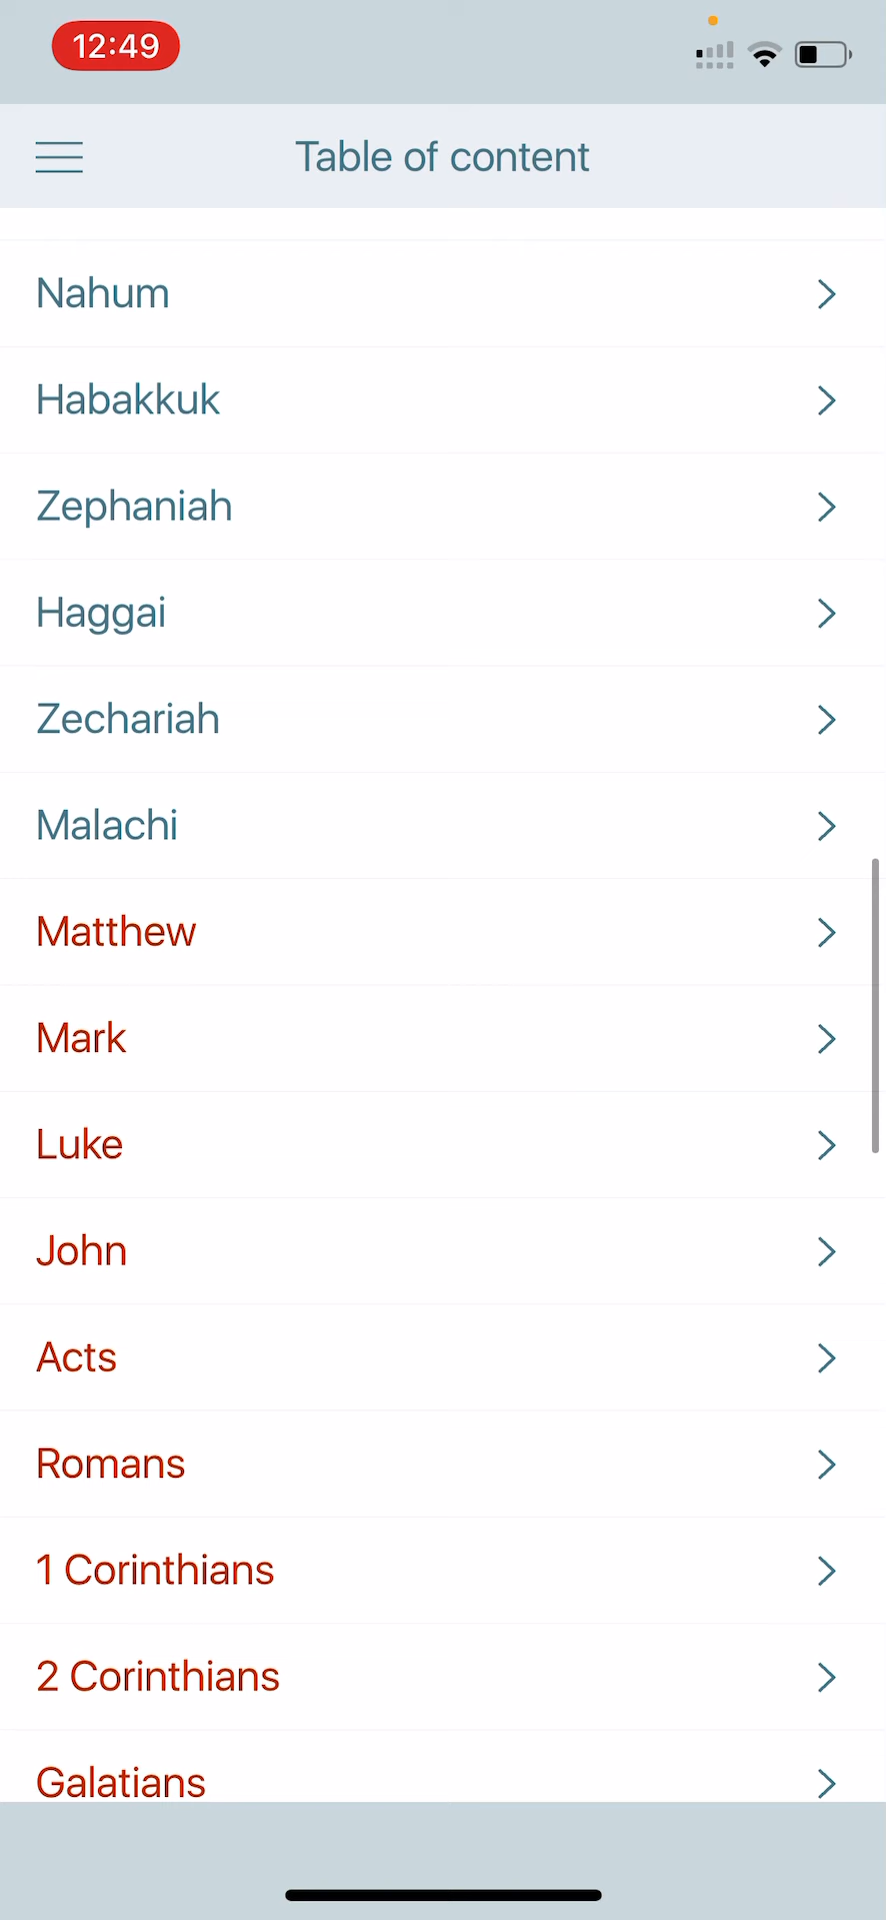 12:49
Table of content
Nahum
Habakkuk
Zephaniah
Haggai
Zechariah
Malachi
Matthew
Mark
Luke
John
Acts
Romans
1 Corinthians
2 Corinthians
Galatians